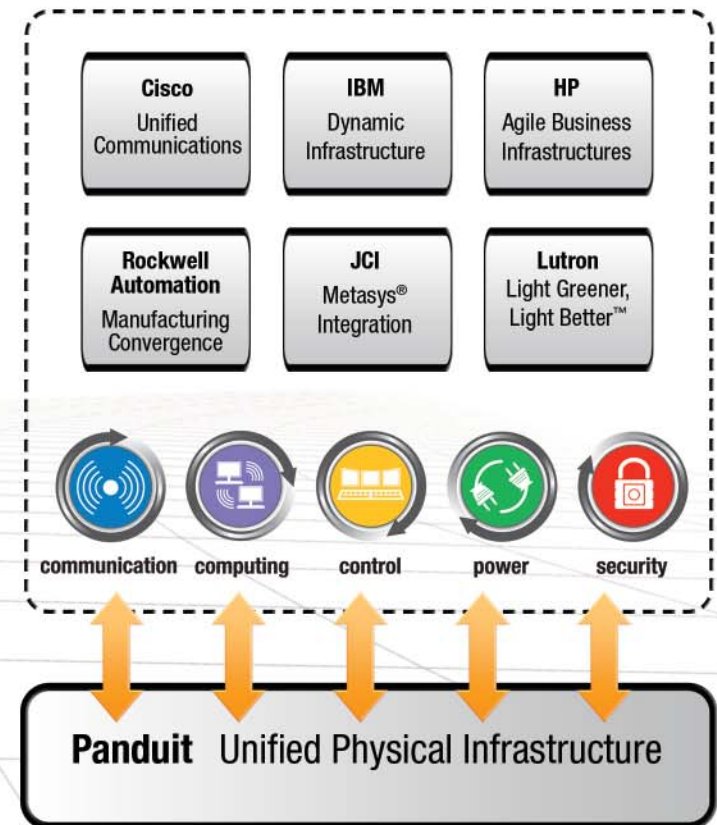 Cisco
Unified
Communications
IBM
Dynamic
Infrastructure
HP
Agile Business
Infrastructures
Rockwell
Automation
Manufacturing
Convergence
JCI
Metasys®
Integration
Lutron
Light Greener,
Light Better™
communication computing control power security
Panduit Unified Physical Infrastructure